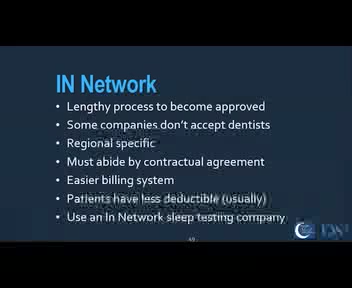 IN Network
• Lengthy process to become approved
• Some companies don't accept dentists
• Regional specific
• Must abide by contractual agreement
• Easier billing system
• Patients have less deductible (usually)
• Use an In Network sleep testing company